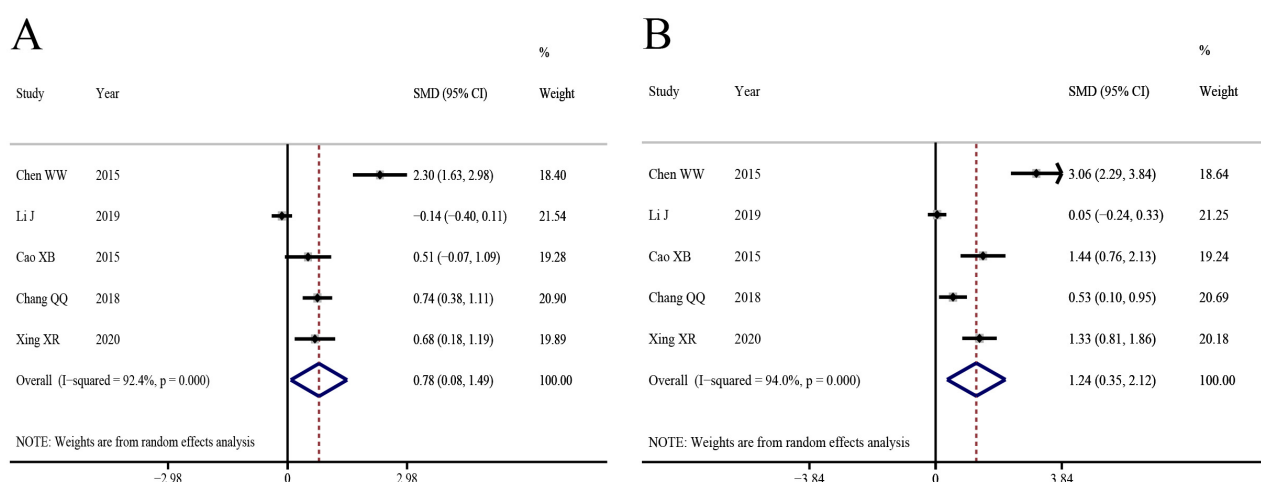 A
%
Study Year SMD (95% CI) Weight
Chen WW 2015 2.30 (1.63, 2.98) 18.40
Li J 2019 −0.14 (−0.40, 0.11) 21.54
Cao XB 2015 0.51 (−0.07, 1.09) 19.28
Chang QQ 2018 0.74 (0.38, 1.11) 20.90
Xing XR 2020 0.68 (0.18, 1.19) 19.89
Overall (I−squared = 92.4%, p = 0.000) 0.78 (0.08, 1.49) 100.00
NOTE: Weights are from random effects analysis
−2.98 0 2.98
B
%
Study Year SMD (95% CI) Weight
Chen WW 2015 3.06 (2.29, 3.84) 18.64
Li J 2019 0.05 (−0.24, 0.33) 21.25
Cao XB 2015 1.44 (0.76, 2.13) 19.24
Chang QQ 2018 0.53 (0.10, 0.95) 20.69
Xing XR 2020 1.33 (0.81, 1.86) 20.18
Overall (I−squared = 94.0%, p = 0.000) 1.24 (0.35, 2.12) 100.00
NOTE: Weights are from random effects analysis
−3.84 0 3.84